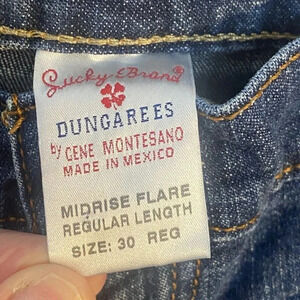 Lucky Brand
DUNGAREES
by GENE MONTESANO
MADE IN MEXICO
MIDRISE FLARE
REGULAR LENGTH
SIZE: 30 REG